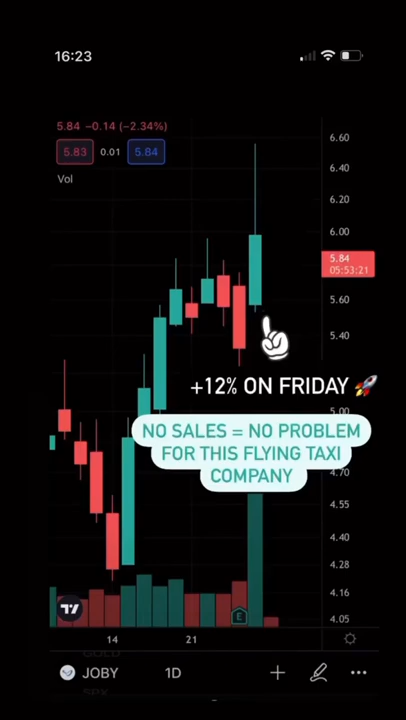 16:23
5.84 −0.14 (−2.34%)
5.83 0.01 5.84
Vol
6.60
6.40
6.20
6.00
5.84
05:53:21
5.60
5.40
+12% ON FRIDAY 🚀
5.00
NO SALES = NO PROBLEM
FOR THIS FLYING TAXI
COMPANY
4.70
4.55
4.40
4.28
4.16
4.05
E
14 21
GOLD
JOBY 1D
SPX